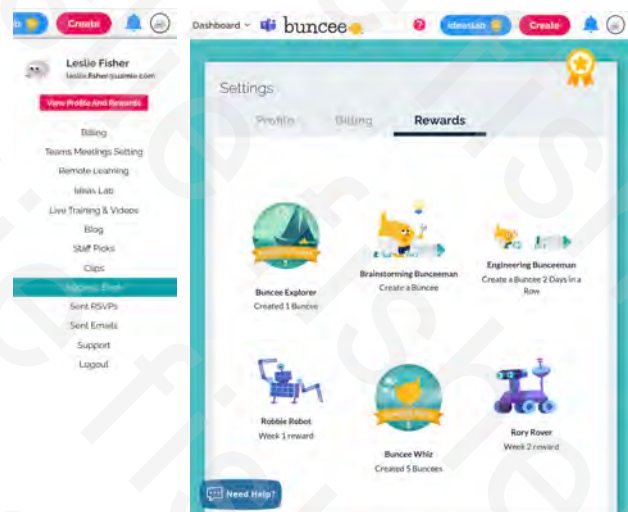 Create
Leslie Fisher
View Profile And Rewards
Billing
Teams Meetings Setting
Remote Learning
Ideas Lab
Live Training & Videos
Blog
Staff Picks
Clips
Sent RSVPs
Sent Emails
Support
Logout
Dashboard
buncee
IdeasLab
Create
Settings
Profile
Billing
Rewards
Buncee Explorer
Created 1 Buncee
Brainstorming Bunceeman
Create a Buncee
Engineering Bunceeman
Create a Buncee 2 Days in a
Row
Robbie Robot
Week 1 reward
Buncee Whiz
Created 5 Buncees
Rory Rover
Week 2 reward
Need Help?